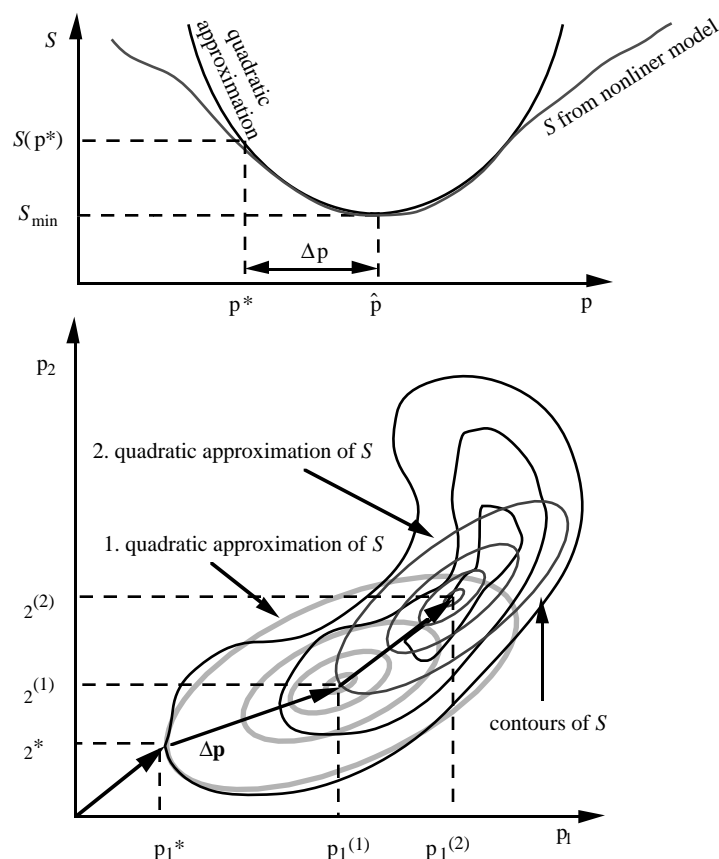 S
quadratic
approximation
S from nonliner model
S(p*)
S_min
Δp
p*
p̂
p
p₂
2. quadratic approximation of S
1. quadratic approximation of S
₂⁽²⁾
₂⁽¹⁾
₂*
Δp
contours of S
p₁*
p₁⁽¹⁾
p₁⁽²⁾
p₁